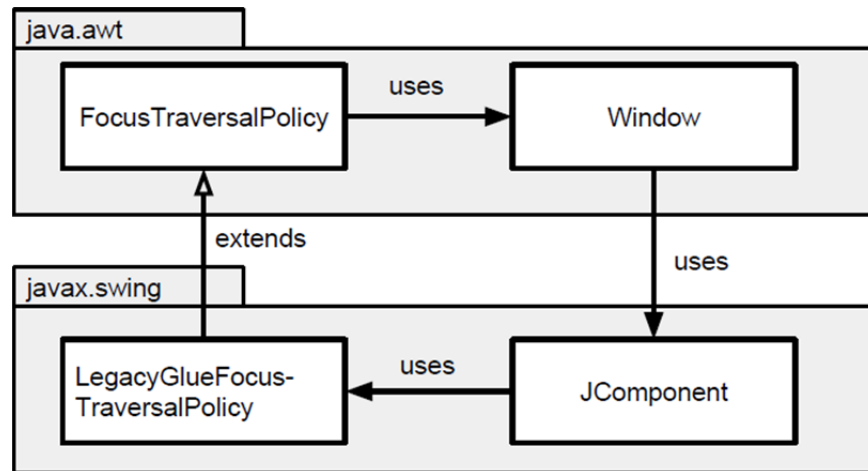 java.awt
FocusTraversalPolicy
uses
Window
extends
uses
javax.swing
LegacyGlueFocus-
TraversalPolicy
uses
JComponent